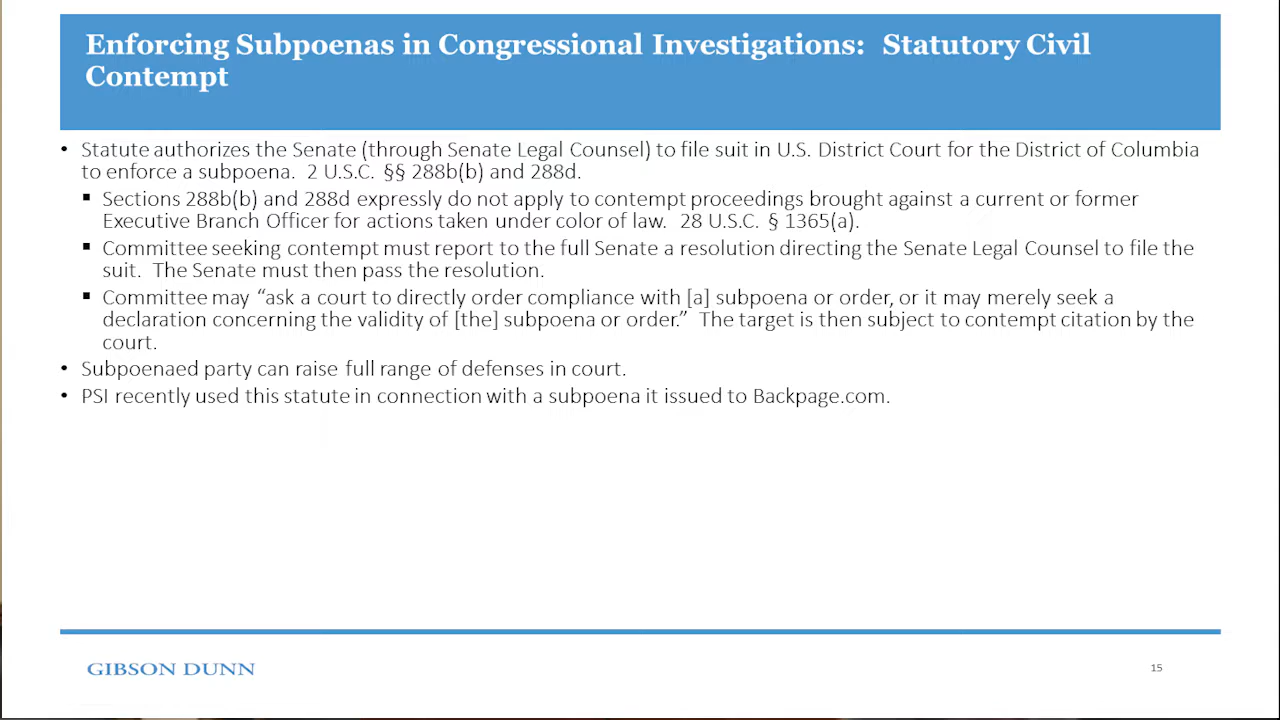 Enforcing Subpoenas in Congressional Investigations: Statutory Civil
Contempt
• Statute authorizes the Senate (through Senate Legal Counsel) to file suit in U.S. District Court for the District of Columbia
to enforce a subpoena. 2 U.S.C. §§ 288b(b) and 288d.
▪ Sections 288b(b) and 288d expressly do not apply to contempt proceedings brought against a current or former
Executive Branch Officer for actions taken under color of law. 28 U.S.C. § 1365(a).
▪ Committee seeking contempt must report to the full Senate a resolution directing the Senate Legal Counsel to file the
suit. The Senate must then pass the resolution.
▪ Committee may “ask a court to directly order compliance with [a] subpoena or order, or it may merely seek a
declaration concerning the validity of [the] subpoena or order.” The target is then subject to contempt citation by the
court.
• Subpoenaed party can raise full range of defenses in court.
• PSI recently used this statute in connection with a subpoena it issued to Backpage.com.
GIBSON DUNN
15